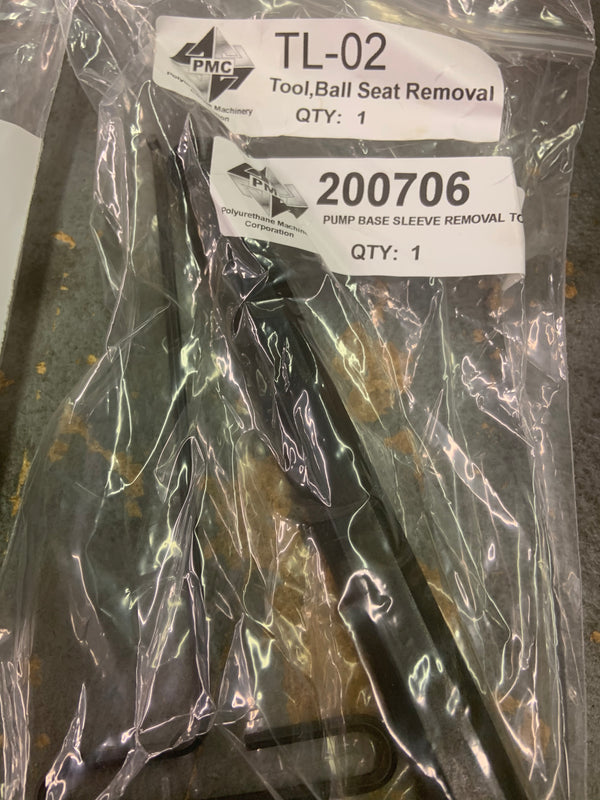 PMC
TL-02
Tool,Ball Seat Removal
Machinery
QTY: 1
PMC
200706
Polyurethane Machin
Corporation
PUMP BASE SLEEVE REMOVAL TO
QTY: 1